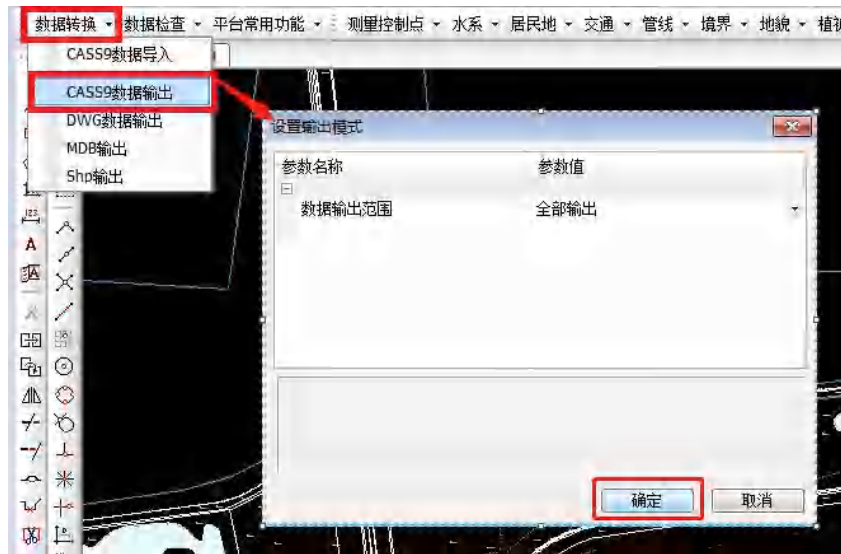 数据转换 数据检查 平台常用功能 测量控制点 水系 居民地 交通 管线 境界 地貌 植被
CASS9数据导入
CASS9数据输出
DWG数据输出
MDB输出
Shp输出
设置输出模式
参数名称 参数值
数据输出范围 全部输出
123
A
A
确定 取消